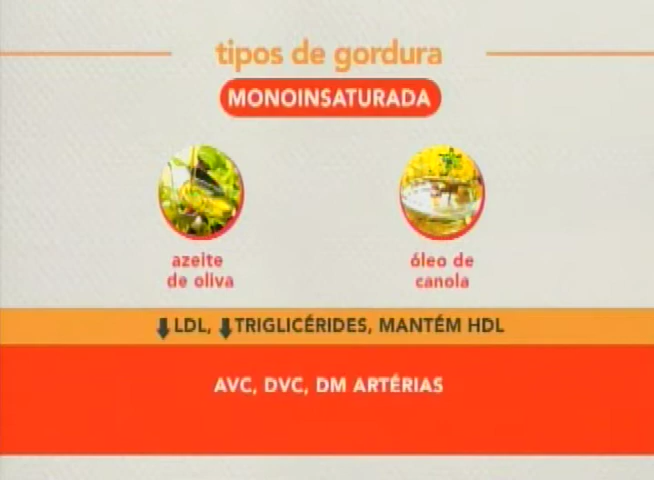 tipos de gordura
MONOINSATURADA
azeite
de oliva
óleo de
canola
⬇LDL, ⬇TRIGLICÉRIDES, MANTÉM HDL
AVC, DVC, DM ARTÉRIAS